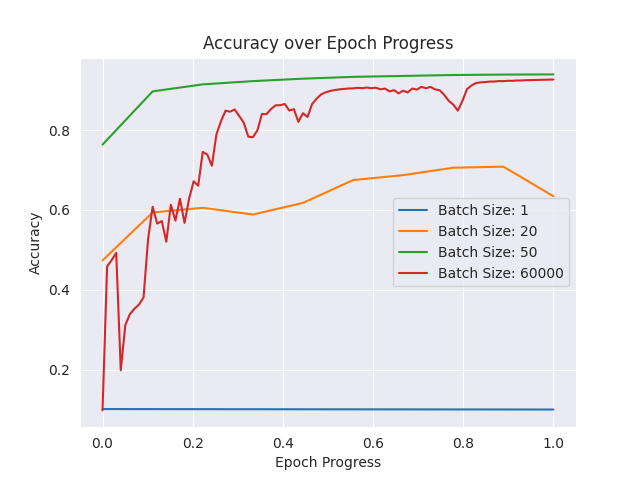 Accuracy over Epoch Progress
Accuracy
0.8
0.6
0.4
0.2
Batch Size: 1
Batch Size: 20
Batch Size: 50
Batch Size: 60000
0.0 0.2 0.4 0.6 0.8 1.0
Epoch Progress